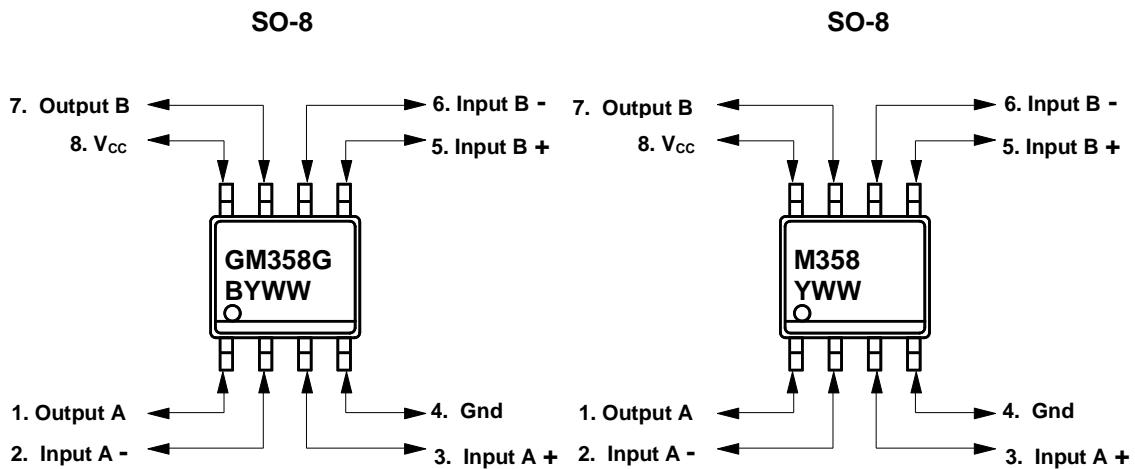 SO-8
7. Output B
8. VCC
6. Input B -
5. Input B +
GM358G
BYWW
1. Output A
2. Input A -
4. Gnd
3. Input A +
SO-8
7. Output B
8. VCC
6. Input B -
5. Input B +
M358
YWW
1. Output A
2. Input A -
4. Gnd
3. Input A +